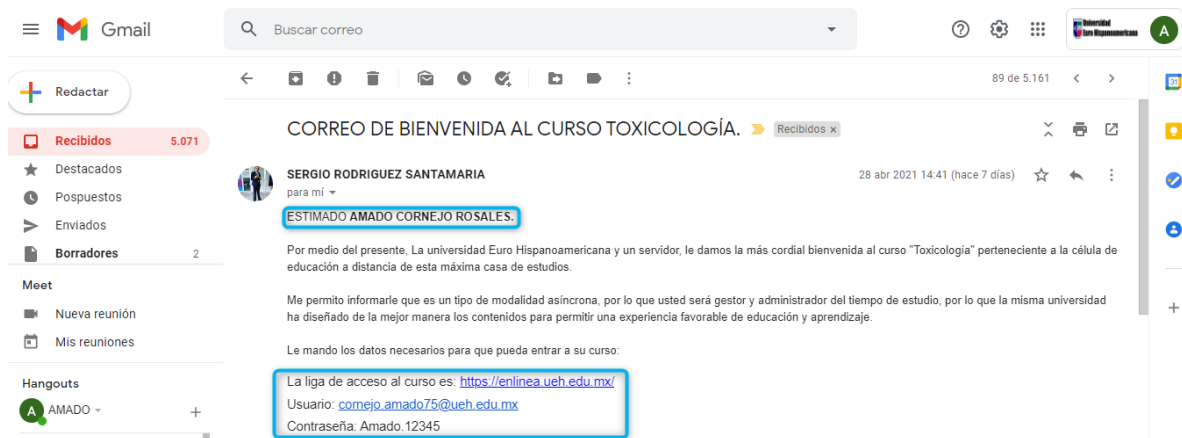 Gmail
Buscar correo
Universidad
Euro Hispanoamericana
A
Redactar
89 de 5.161
31
Recibidos 5.071
Destacados
Pospuestos
Enviados
Borradores 2
Meet
Nueva reunión
Mis reuniones
Hangouts
A AMADO
CORREO DE BIENVENIDA AL CURSO TOXICOLOGÍA. Recibidos x
SERGIO RODRIGUEZ SANTAMARIA 28 abr 2021 14:41 (hace 7 días)
para mí
ESTIMADO AMADO CORNEJO ROSALES.
Por medio del presente, La universidad Euro Hispanoamericana y un servidor, le damos la más cordial bienvenida al curso "Toxicología" perteneciente a la célula de
educación a distancia de esta máxima casa de estudios.
Me permito informarle que es un tipo de modalidad asíncrona, por lo que usted será gestor y administrador del tiempo de estudio, por lo que la misma universidad
ha diseñado de la mejor manera los contenidos para permitir una experiencia favorable de educación y aprendizaje.
Le mando los datos necesarios para que pueda entrar a su curso:
La liga de acceso al curso es: https://enlinea.ueh.edu.mx/
Usuario: cornejo.amado75@ueh.edu.mx
Contraseña: Amado.12345